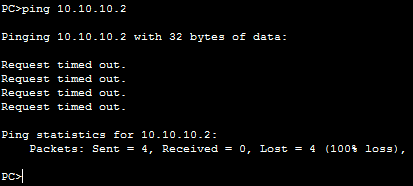 PC>ping 10.10.10.2
Pinging 10.10.10.2 with 32 bytes of data:
Request timed out.
Request timed out.
Request timed out.
Request timed out.
Ping statistics for 10.10.10.2:
Packets: Sent = 4, Received = 0, Lost = 4 (100% loss),
PC>